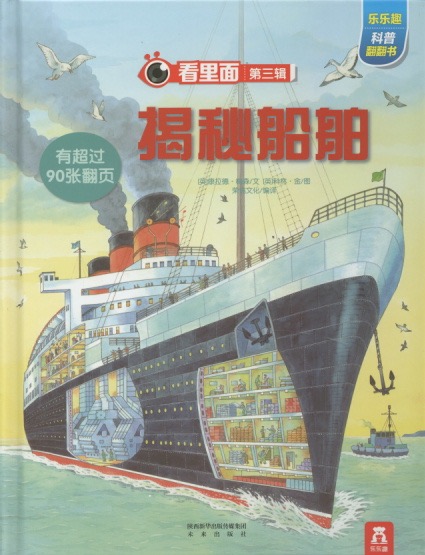 乐乐趣
科普
翻翻书
看里面 第三辑
揭秘船舶
有超过
90张翻页
陕西新华出版传媒集团
未来出版社
乐乐趣